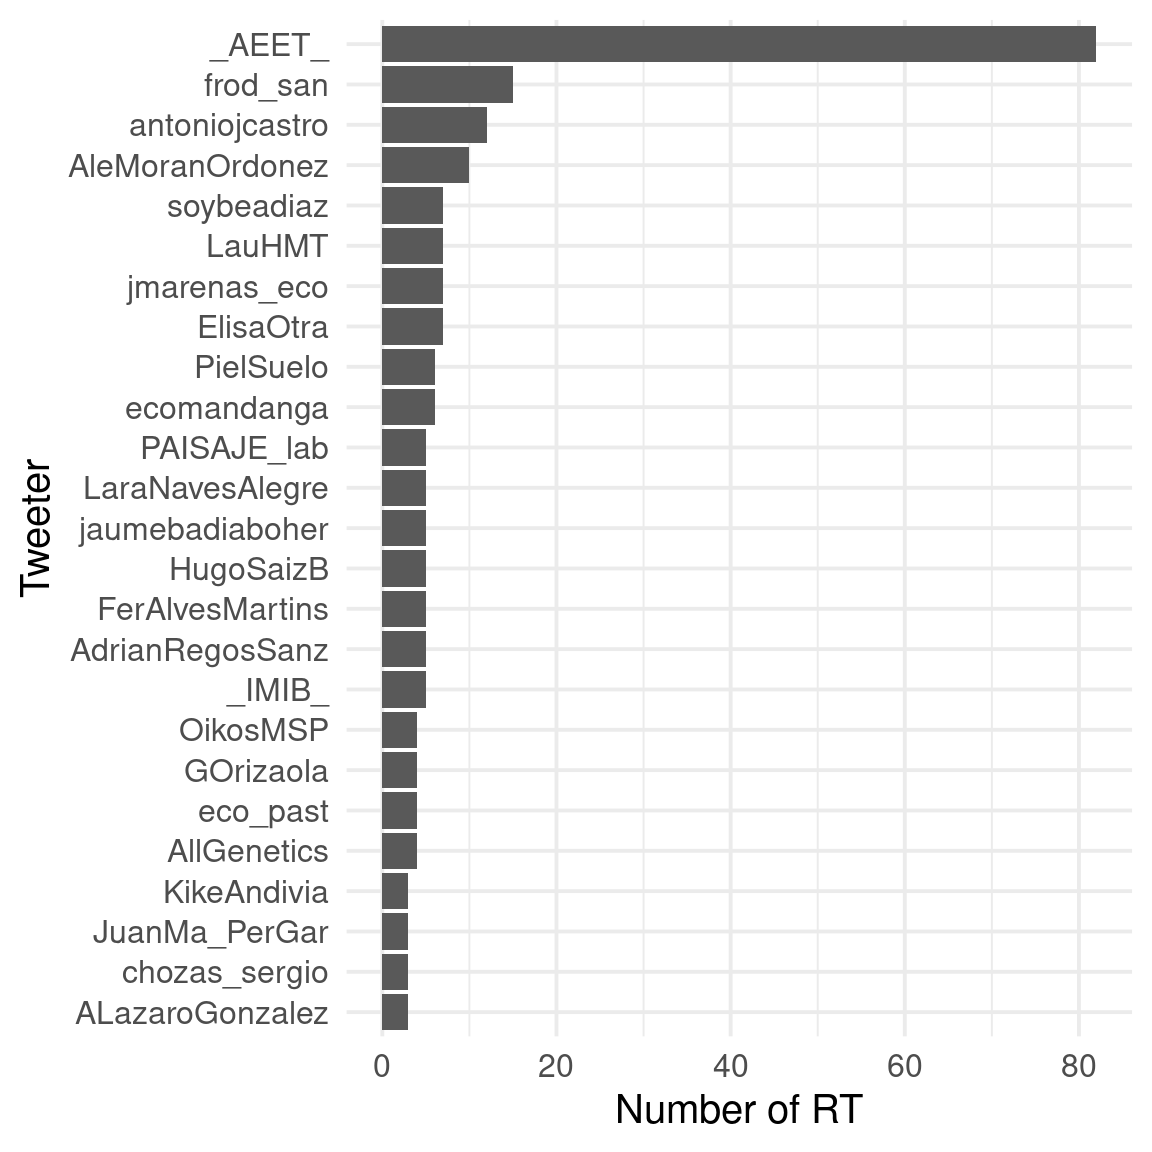 _AEET_
frod_san
antoniojcastro
AleMoranOrdonez
soybeadiaz
LauHMT
jmarenas_eco
ElisaOtra
PielSuelo
ecomandanga
PAISAJE_lab
LaraNavesAlegre
jaumebadiaboher
HugoSaizB
FerAlvesMartins
AdrianRegosSanz
_IMIB_
OikosMSP
GOrizaola
eco_past
AllGenetics
KikeAndivia
JuanMa_PerGar
chozas_sergio
ALazaroGonzalez
Tweeter
0 20 40 60 80
Number of RT